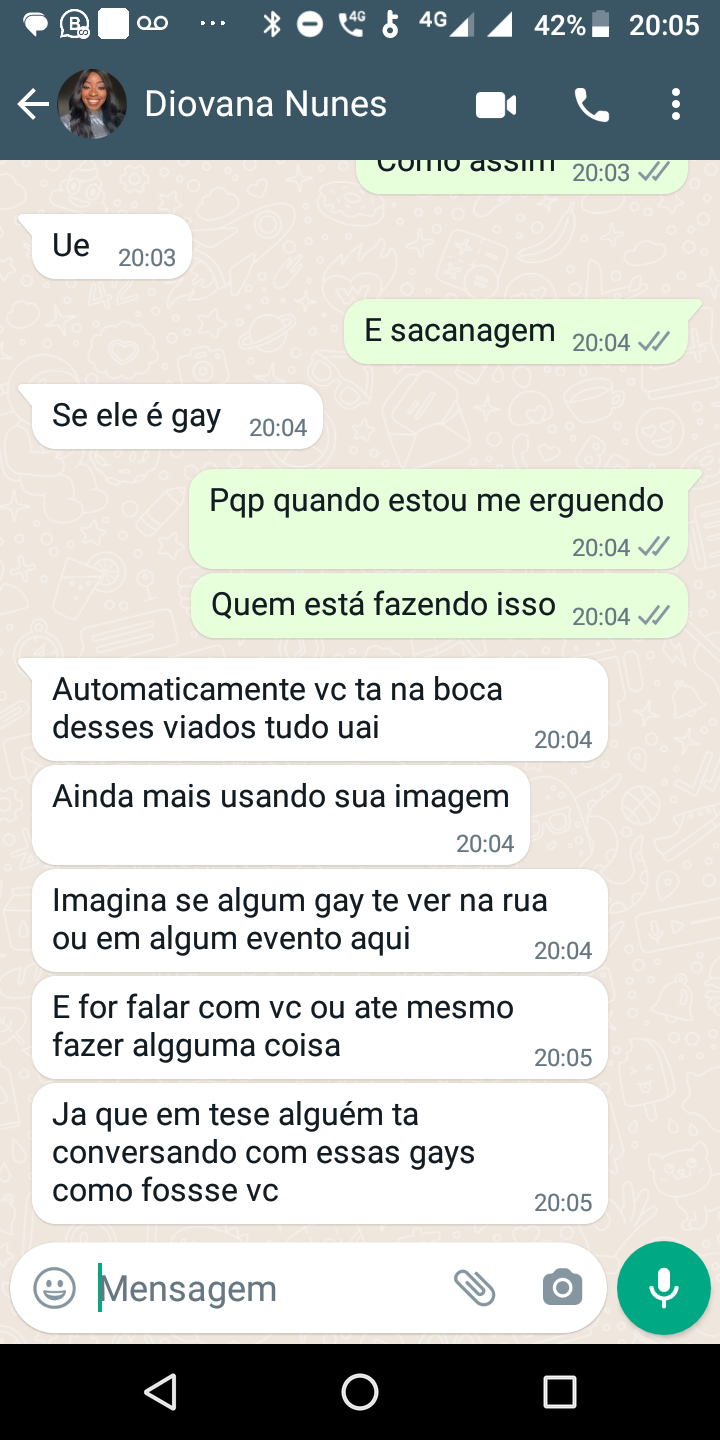 4G
4G
42%
20:05
Diovana Nunes
Como assim 20:03
Ue 20:03
E sacanagem 20:04
Se ele é gay 20:04
Pqp quando estou me erguendo
20:04
Quem está fazendo isso 20:04
Automaticamente vc ta na boca
desses viados tudo uai 20:04
Ainda mais usando sua imagem
20:04
Imagina se algum gay te ver na rua
ou em algum evento aqui 20:04
E for falar com vc ou ate mesmo
fazer algguma coisa 20:05
Ja que em tese alguém ta
conversando com essas gays
como fossse vc 20:05
Mensagem